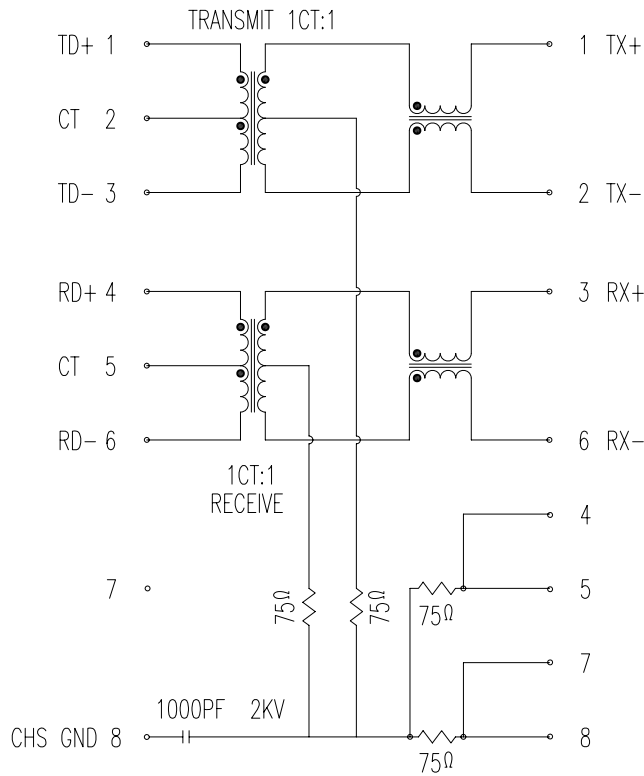 TRANSMIT 1CT:1
TD+ 1
1 TX+
CT 2
TD- 3
2 TX-
RD+ 4
3 RX+
CT 5
RD- 6
6 RX-
1CT:1
RECEIVE
4
7
75Ω
75Ω
75Ω
5
7
1000PF 2KV
CHS GND 8
8
75Ω